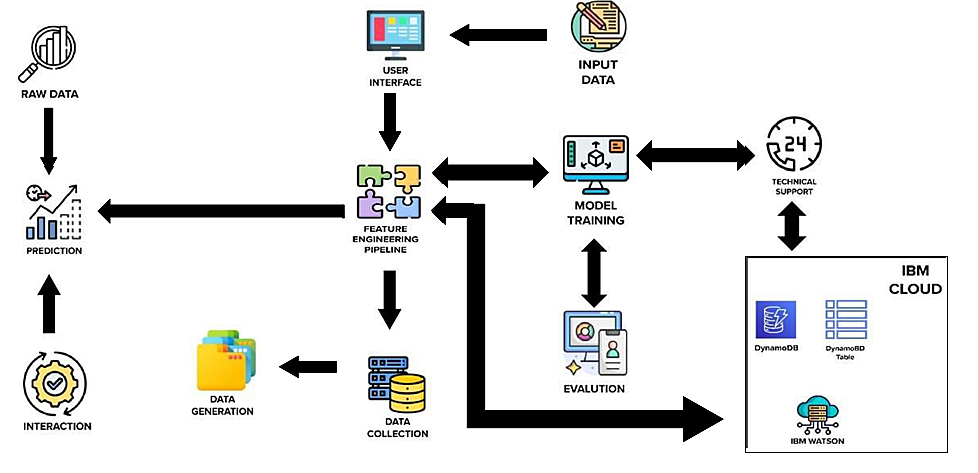 USER
INTERFACE
INPUT
DATA
RAW DATA
24
TECHNICAL
SUPPORT
MODEL
TRAINING
FEATURE
ENGINEERING
PIPELINE
PREDICTION
IBM
CLOUD
DynamoDB
DynamoBD
Table
EVALUTION
DATA
GENERATION
DATA
COLLECTION
INTERACTION
IBM WATSON